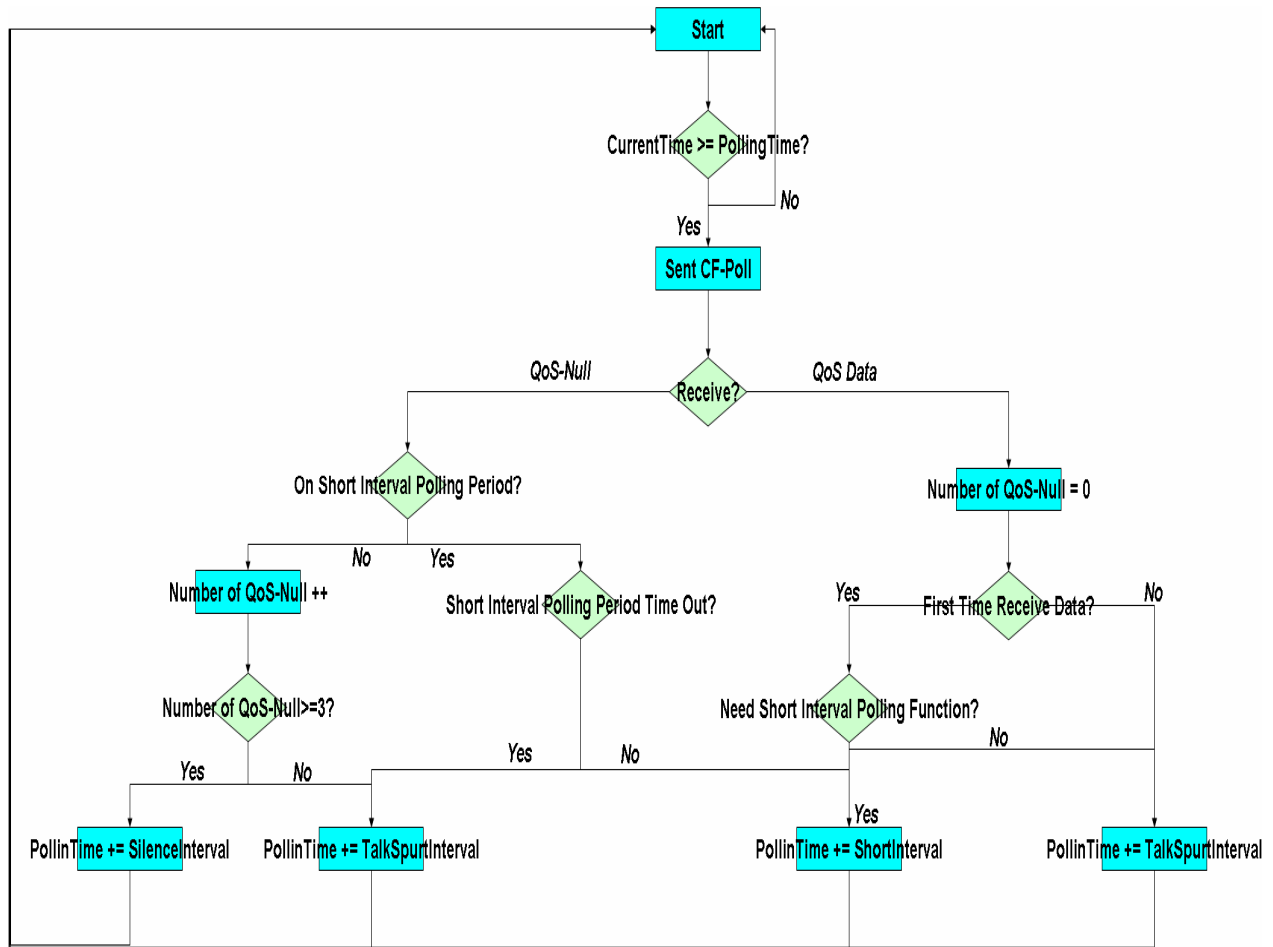 Start
CurrentTime >= PollingTime?
No
Yes
Sent CF-Poll
QoS-Null
QoS Data
Receive?
On Short Interval Polling Period?
Number of QoS-Null = 0
No
Yes
Number of QoS-Null ++
Short Interval Polling Period Time Out?
Yes
First Time Receive Data?
No
Number of QoS-Null>=3?
Need Short Interval Polling Function?
No
Yes
No
Yes
No
Yes
PollinTime += SilenceInterval
PollinTime += TalkSpurtInterval
PollinTime += ShortInterval
PollinTime += TalkSpurtInterval